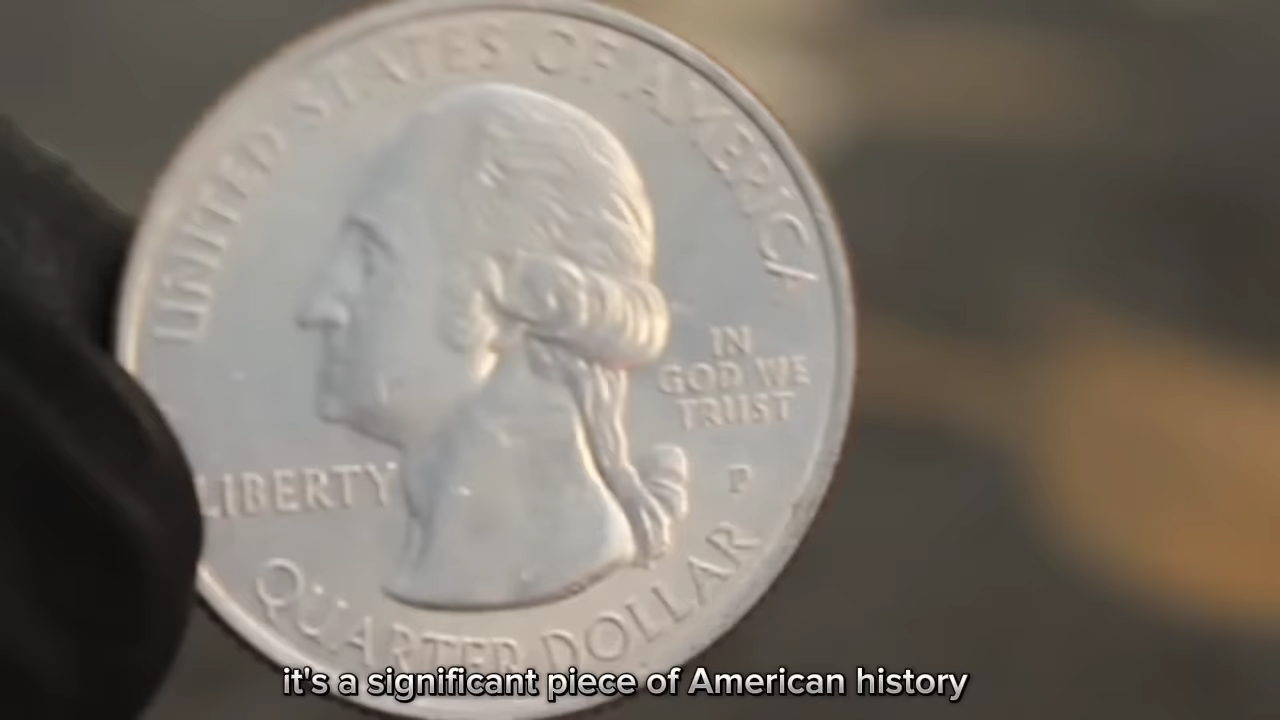 UNITED STATES OF AMERICA
IN
GOD WE
TRUST
LIBERTY
P
QUARTER DOLLAR
it's a significant piece of American history